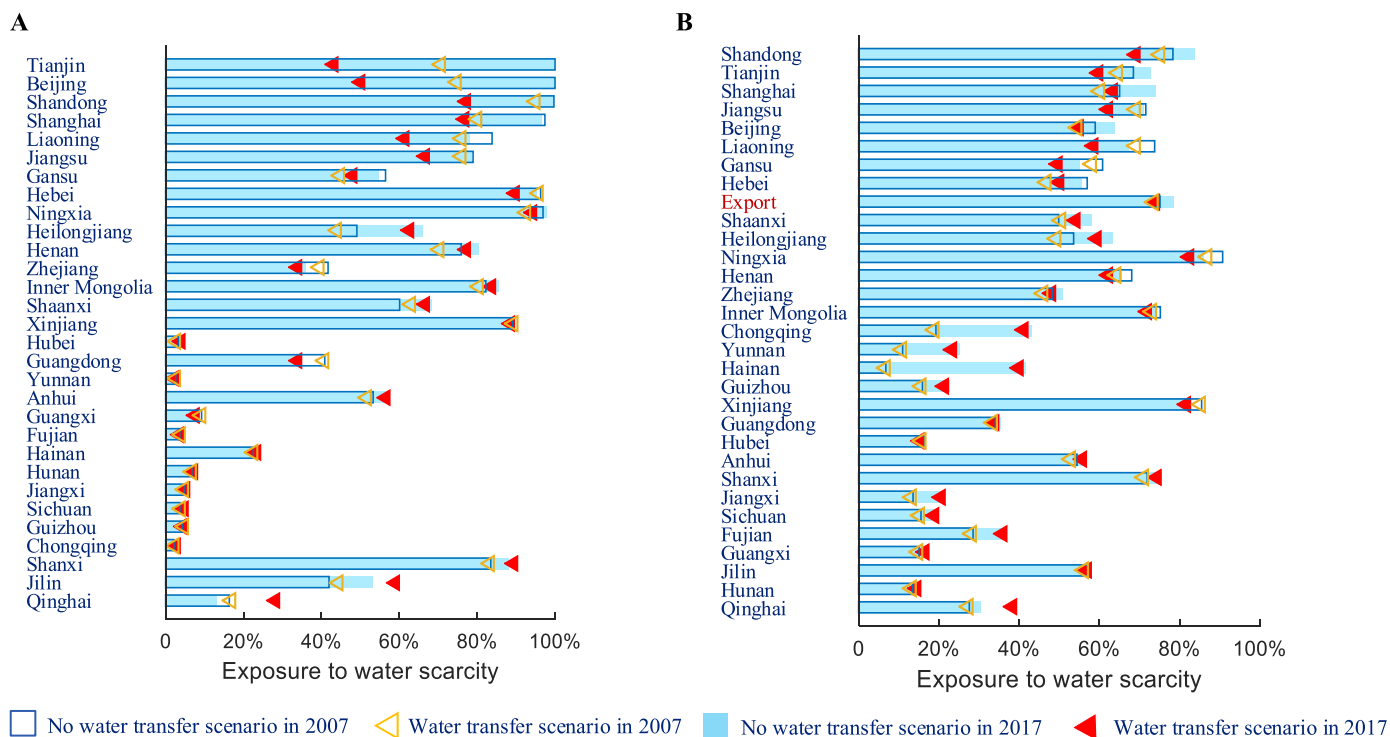 A
Tianjin
Beijing
Shandong
Shanghai
Liaoning
Jiangsu
Gansu
Hebei
Ningxia
Heilongjiang
Henan
Zhejiang
Inner Mongolia
Shaanxi
Xinjiang
Hubei
Guangdong
Yunnan
Anhui
Guangxi
Fujian
Hainan
Hunan
Jiangxi
Sichuan
Guizhou
Chongqing
Shanxi
Jilin
Qinghai
0 20% 40% 60% 80% 100%
Exposure to water scarcity
B
Shandong
Tianjin
Shanghai
Jiangsu
Beijing
Liaoning
Gansu
Hebei
Export
Shaanxi
Heilongjiang
Ningxia
Henan
Zhejiang
Inner Mongolia
Chongqing
Yunnan
Hainan
Guizhou
Xinjiang
Guangdong
Hubei
Anhui
Shanxi
Jiangxi
Sichuan
Fujian
Guangxi
Jilin
Hunan
Qinghai
0 20% 40% 60% 80% 100%
Exposure to water scarcity
No water transfer scenario in 2007 Water transfer scenario in 2007 No water transfer scenario in 2017 Water transfer scenario in 2017